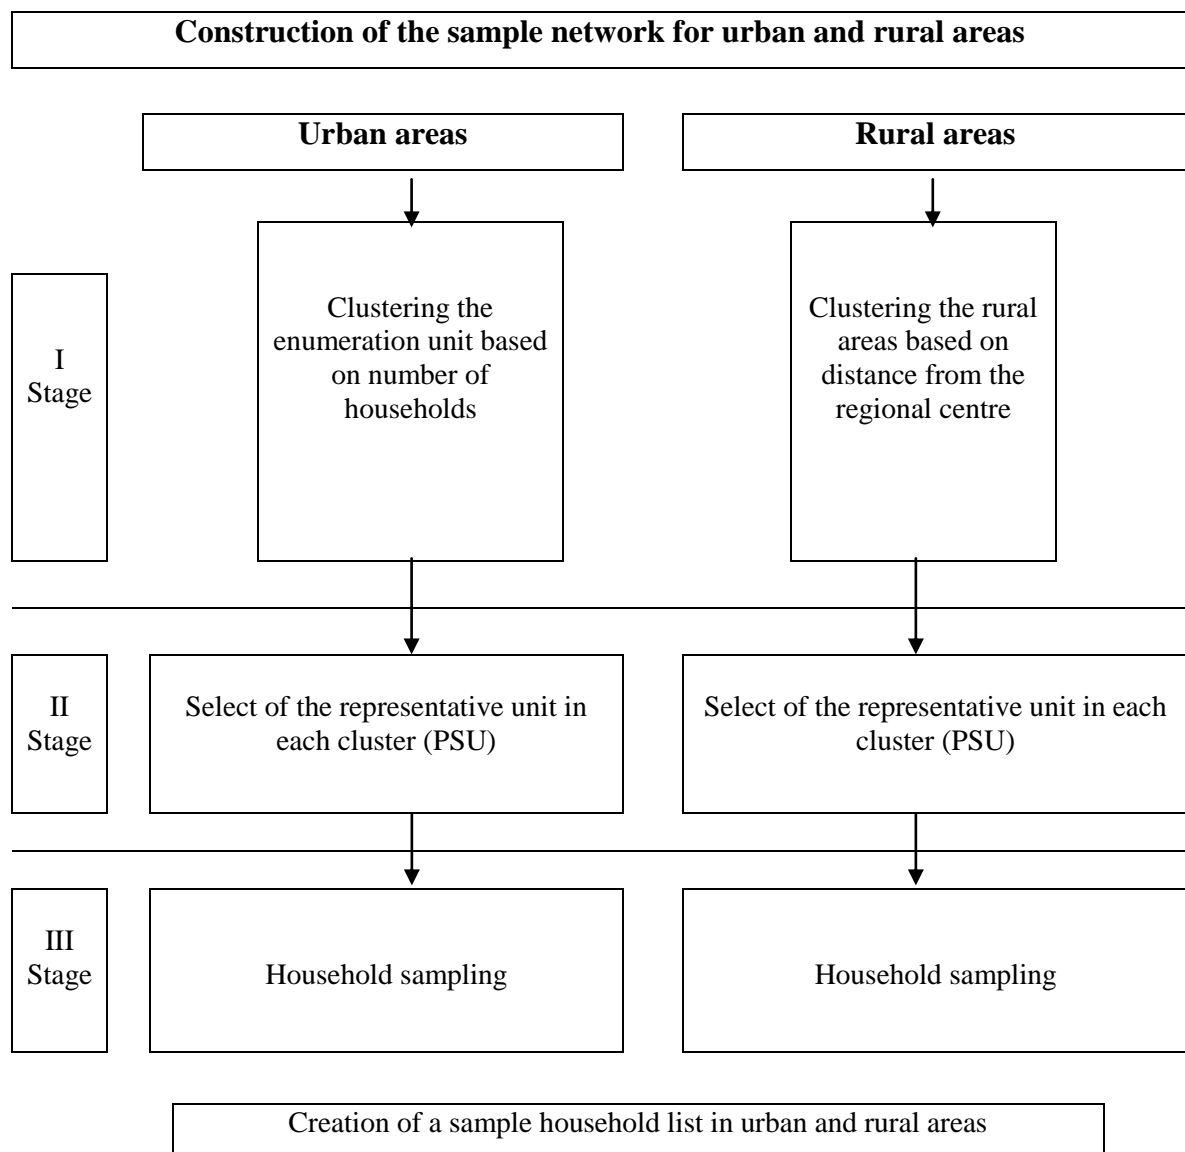 Construction of the sample network for urban and rural areas
Urban areas
Rural areas
I
Stage
Clustering the
enumeration unit based
on number of
households
Clustering the rural
areas based on
distance from the
regional centre
II
Stage
Select of the representative unit in
each cluster (PSU)
Select of the representative unit in each
cluster (PSU)
III
Stage
Household sampling
Household sampling
Creation of a sample household list in urban and rural areas